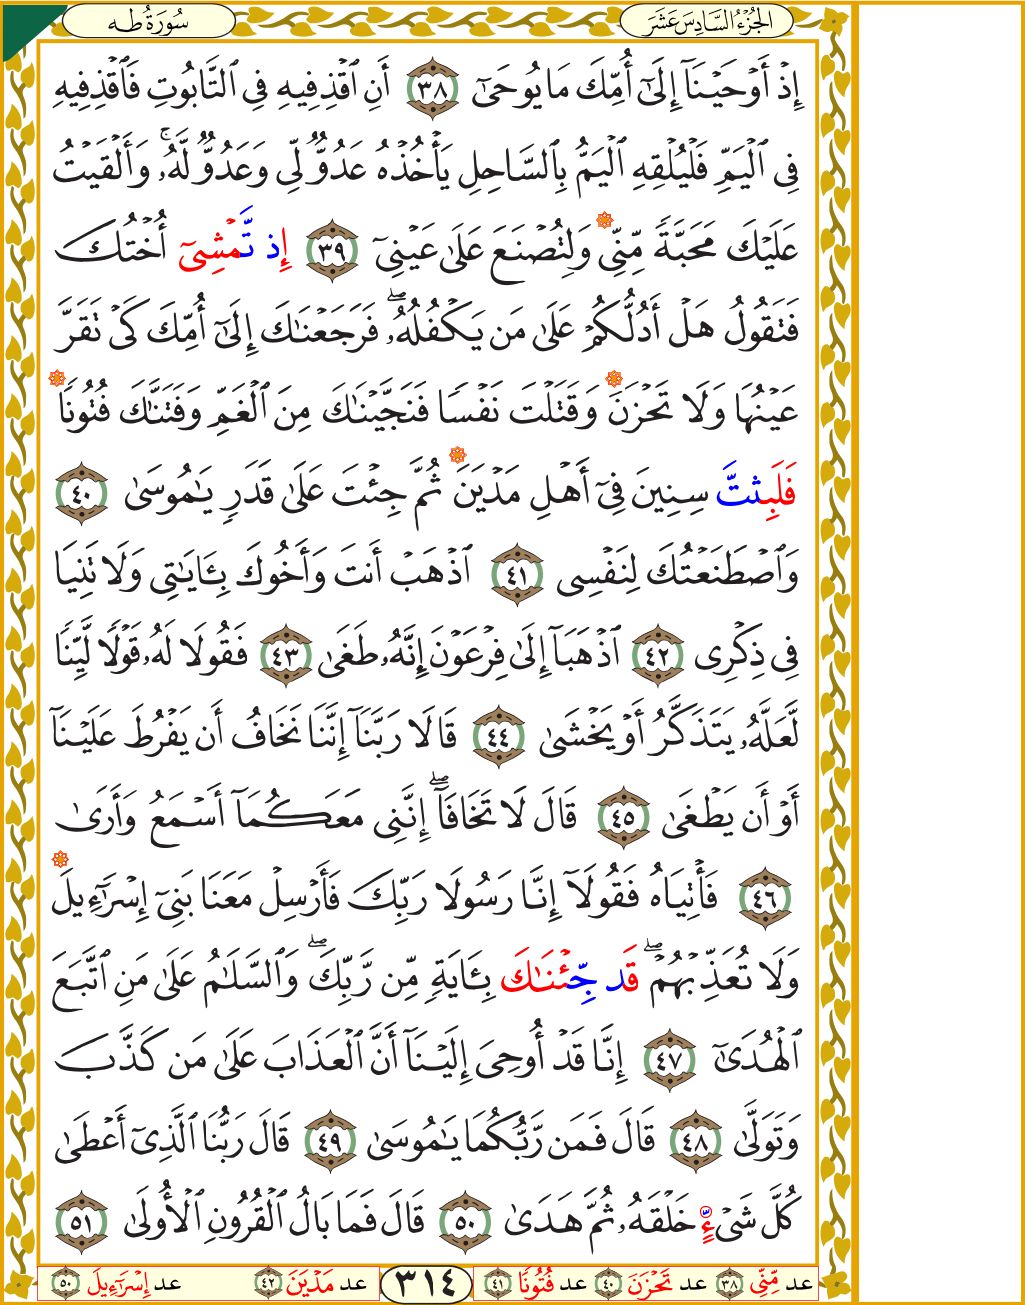 الجُزْءُ السَّادِسَ عَشَرَ
سُورَةُ طه
إِذۡ أَوۡحَيۡنَآ إِلَىٰٓ أُمِّكَ مَا يُوحَىٰٓ ٣٨ أَنِ ٱقۡذِفِيهِ فِي ٱلتَّابُوتِ فَٱقۡذِفِيهِ
فِي ٱلۡيَمِّ فَلۡيُلۡقِهِ ٱلۡيَمُّ بِٱلسَّاحِلِ يَأۡخُذۡهُ عَدُوّٞ لِّي وَعَدُوّٞ لَّهُۥۚ وَأَلۡقَيۡتُ
عَلَيۡكَ مَحَبَّةٗ مِّنِّي وَلِتُصۡنَعَ عَلَىٰ عَيۡنِيٓ ٣٩ إِذ تَّمۡشِيٓ أُخۡتُكَ
فَتَقُولُ هَلۡ أَدُلُّكُمۡ عَلَىٰ مَن يَكۡفُلُهُۥۖ فَرَجَعۡنَٰكَ إِلَىٰٓ أُمِّكَ كَيۡ تَقَرَّ
عَيۡنُهَا وَلَا تَحۡزَنَ وَقَتَلۡتَ نَفۡسٗا فَنَجَّيۡنَٰكَ مِنَ ٱلۡغَمِّ وَفَتَنَّٰكَ فُتُونٗا
فَلَبِثتَّ سِنِينَ فِيٓ أَهۡلِ مَدۡيَنَ ثُمَّ جِئۡتَ عَلَىٰ قَدَرٖ يَٰمُوسَىٰ ٤٠
وَٱصۡطَنَعۡتُكَ لِنَفۡسِي ٤١ ٱذۡهَبۡ أَنتَ وَأَخُوكَ بِـَٔايَٰتِي وَلَا تَنِيَا
فِي ذِكۡرِي ٤٢ ٱذۡهَبَآ إِلَىٰ فِرۡعَوۡنَ إِنَّهُۥ طَغَىٰ ٤٣ فَقُولَا لَهُۥ قَوۡلٗا لَّيِّنٗا
لَّعَلَّهُۥ يَتَذَكَّرُ أَوۡ يَخۡشَىٰ ٤٤ قَالَا رَبَّنَآ إِنَّنَا نَخَافُ أَن يَفۡرُطَ عَلَيۡنَآ
أَوۡ أَن يَطۡغَىٰ ٤٥ قَالَ لَا تَخَافَآۖ إِنَّنِي مَعَكُمَآ أَسۡمَعُ وَأَرَىٰ
٤٦ فَأۡتِيَاهُ فَقُولَآ إِنَّا رَسُولَا رَبِّكَ فَأَرۡسِلۡ مَعَنَا بَنِيٓ إِسۡرَٰٓءِيلَ
وَلَا تُعَذِّبۡهُمۡۖ قَد جِّئۡنَٰكَ بِـَٔايَةٖ مِّن رَّبِّكَۖ وَٱلسَّلَٰمُ عَلَىٰ مَنِ ٱتَّبَعَ
ٱلۡهُدَىٰٓ ٤٧ إِنَّا قَدۡ أُوحِيَ إِلَيۡنَآ أَنَّ ٱلۡعَذَابَ عَلَىٰ مَن كَذَّبَ
وَتَوَلَّىٰ ٤٨ قَالَ فَمَن رَّبُّكُمَا يَٰمُوسَىٰ ٤٩ قَالَ رَبُّنَا ٱلَّذِيٓ أَعۡطَىٰ
كُلَّ شَيۡءٍ خَلۡقَهُۥ ثُمَّ هَدَىٰ ٥٠ قَالَ فَمَا بَالُ ٱلۡقُرُونِ ٱلۡأُولَىٰ ٥١
عد مِّنِّي ٣٨ عد تَحۡزَنَ ٤٠ عد فُتُونٗا ٤١ ٣١٤ عد مَدۡيَنَ ٤٢ عد إِسۡرَٰٓءِيلَ ٥٠